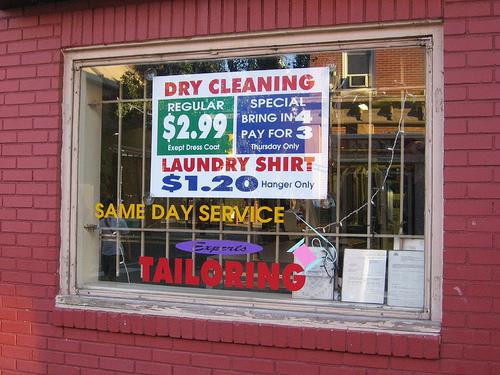 DRY CLEANING
REGULAR
$2.99
Exept Dress Coat
SPECIAL
BRING IN 4
PAY FOR 3
Thursday Only
LAUNDRY SHIRT
$1.20 Hanger Only
SAME DAY SERVICE
Experts
TAILORING